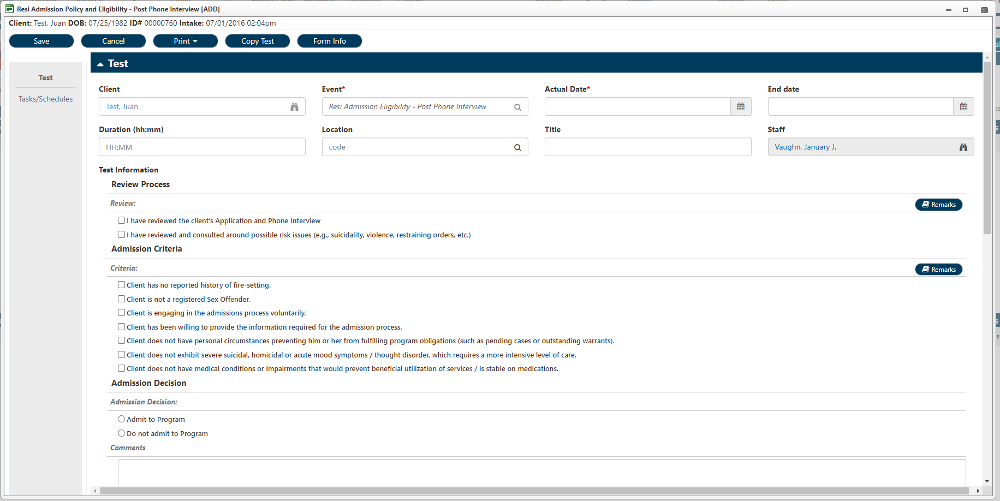 Resi Admission Policy and Eligibility - Post Phone Interview [ADD]
Client: Test, Juan DOB: 07/25/1982 ID# 00000760 Intake: 07/01/2016 02:04pm
Save Cancel Print Copy Test Form Info
Test
Tasks/Schedules
Test
Client Event* Actual Date* End date
Test, Juan Resi Admission Eligibility - Post Phone Interview
Duration (hh:mm) Location Title Staff
HH:MM code Vaughn, January J.
Test Information
Review Process
Review: Remarks
I have reviewed the client's Application and Phone Interview
I have reviewed and consulted around possible risk issues (e.g., suicidality, violence, restraining orders, etc.)
Admission Criteria
Criteria: Remarks
Client has no reported history of fire-setting.
Client is not a registered Sex Offender.
Client is engaging in the admissions process voluntarily.
Client has been willing to provide the information required for the admission process.
Client does not have personal circumstances preventing him or her from fulfilling program obligations (such as pending cases or outstanding warrants).
Client does not exhibit severe suicidal, homicidal or acute mood symptoms / thought disorder, which requires a more intensive level of care.
Client does not have medical conditions or impairments that would prevent beneficial utilization of services / is stable on medications.
Admission Decision
Admission Decision:
Admit to Program
Do not admit to Program
Comments